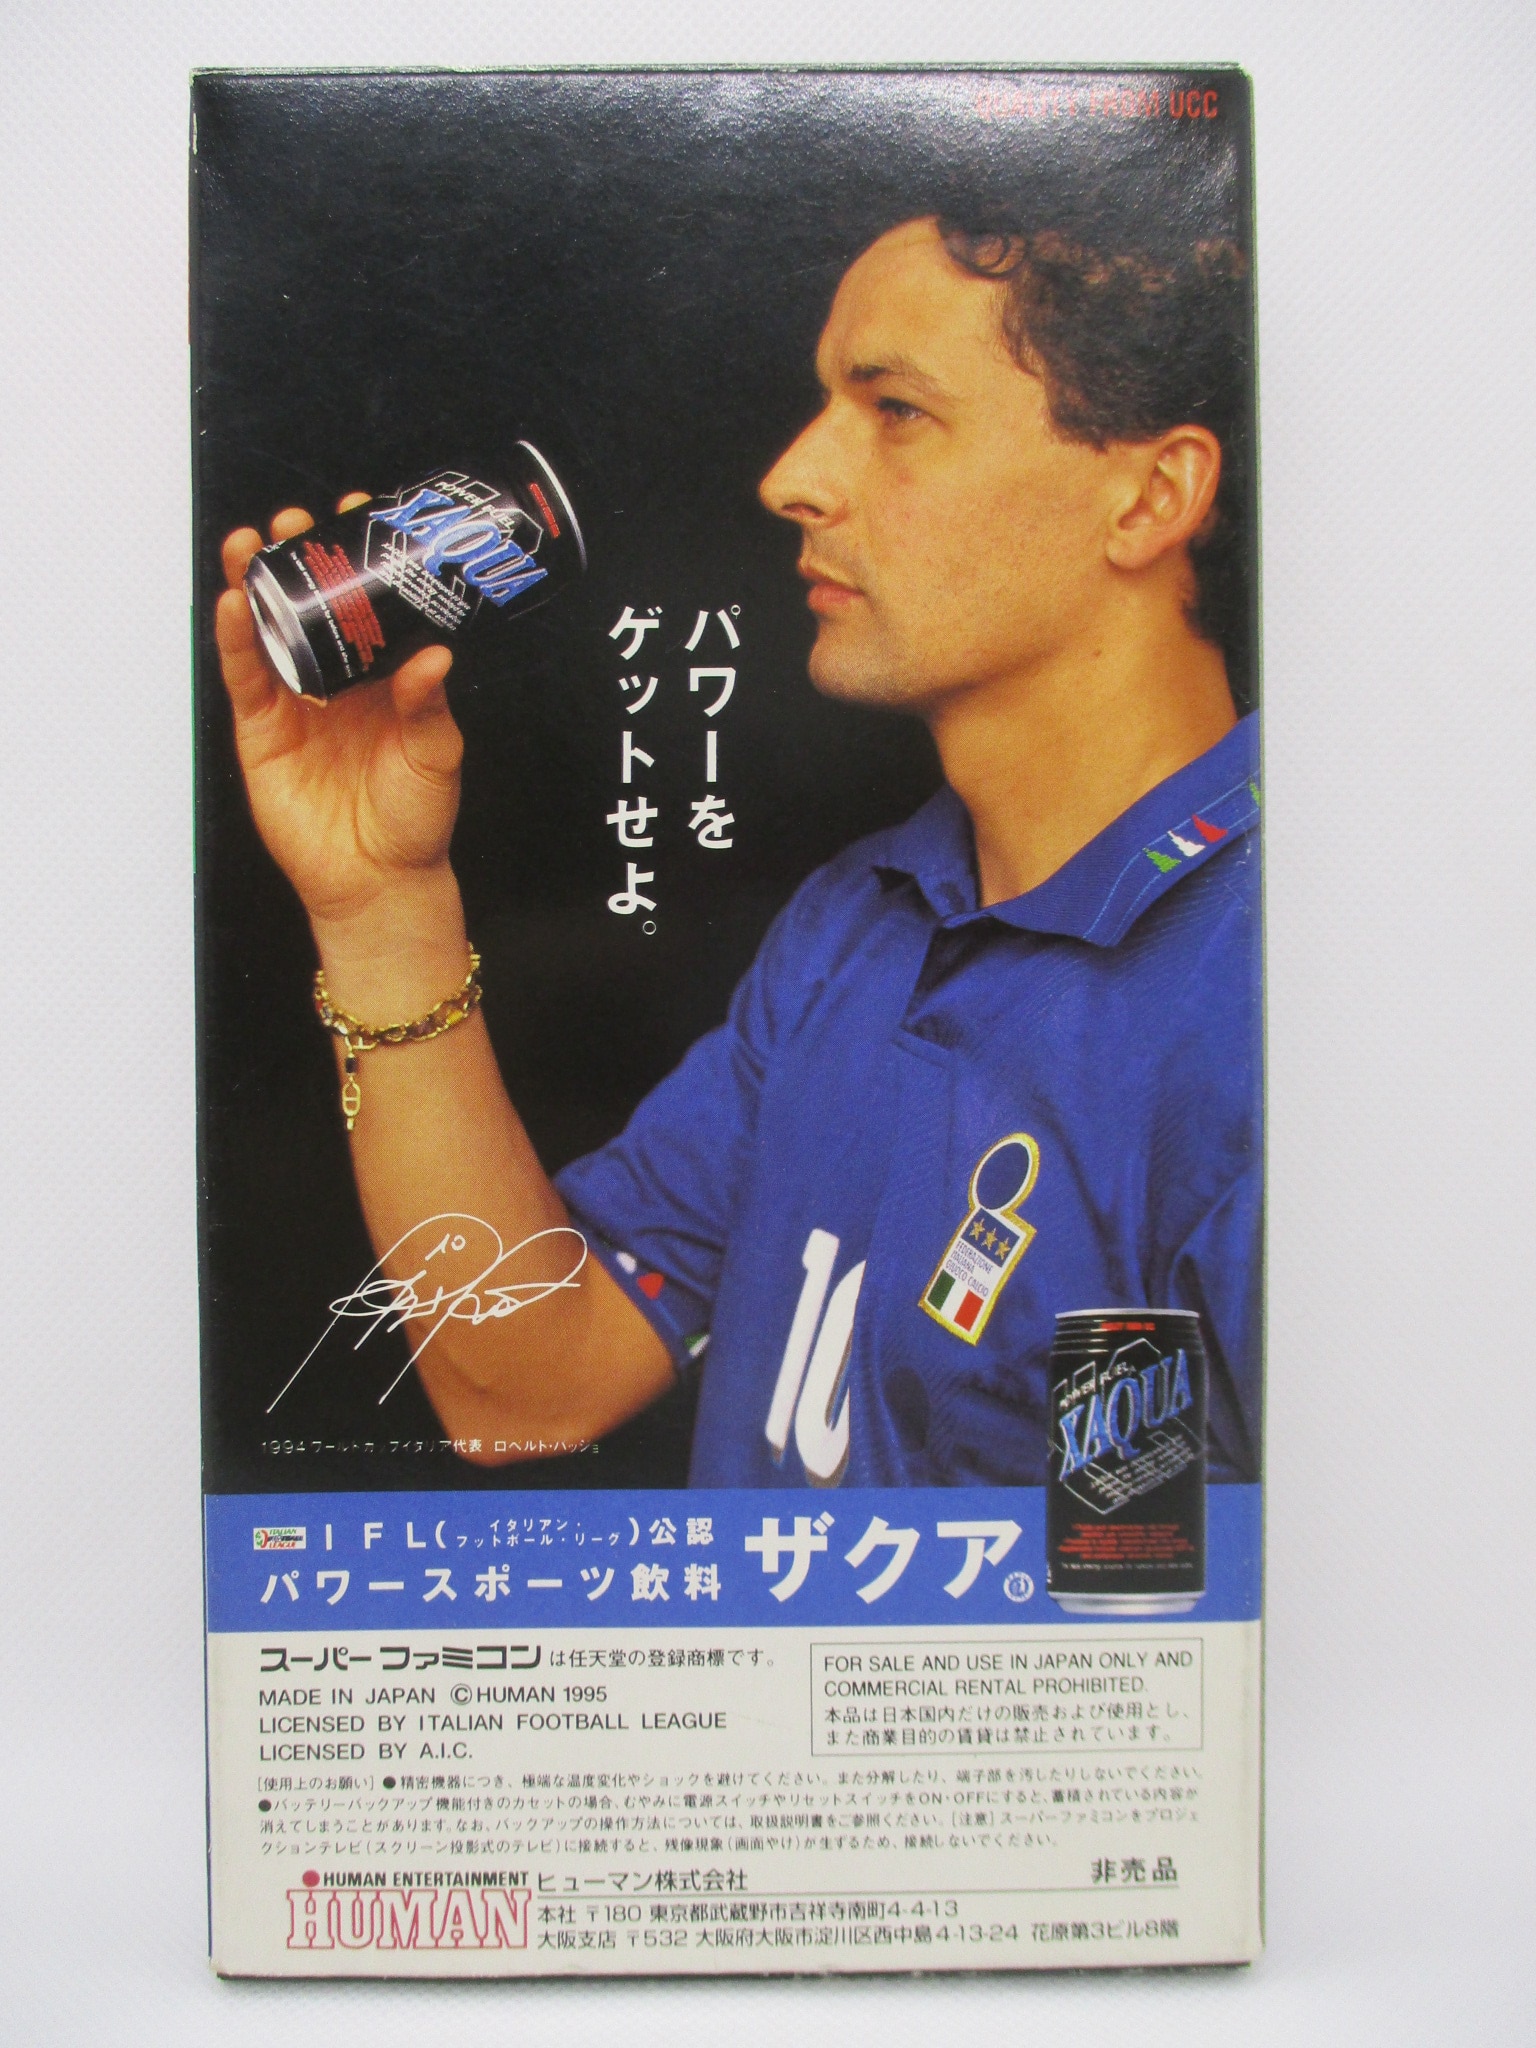 QUALITY FROM UCC
POWER FUEL
XAQUA
パワーを
ゲットせよ。
10
FEDERAZIONE
ITALIANA
GIUOCO CALCIO
10
1994ワールドカップイタリア代表 ロベルト・バッジョ
ITALIAN
LEAGUE
IFL(イタリアン・フットボール・リーグ)公認
パワースポーツ飲料
ザクア
POWER FUEL
XAQUA
スーパーファミコンは任天堂の登録商標です。
MADE IN JAPAN ©HUMAN 1995
LICENSED BY ITALIAN FOOTBALL LEAGUE
LICENSED BY A.I.C.
FOR SALE AND USE IN JAPAN ONLY AND
COMMERCIAL RENTAL PROHIBITED.
本品は日本国内だけの販売および使用とし、
また商業目的の賃貸は禁止されています。
[使用上のお願い]●精密機器につき、極端な温度変化やショックを避けてください。また分解したり、端子部を汚したりしないでください。
●バッテリーバックアップ機能付きのカセットの場合、むやみに電源スイッチやリセットスイッチをON・OFFにすると、蓄積されている内容が
消えてしまうことがあります。なお、バックアップの操作方法については、取扱説明書をご参照ください。[注意]スーパーファミコンをプロジェ
クションテレビ(スクリーン投影式のテレビ)に接続すると、残像現象(画面やけ)が生ずるため、接続しないでください。
HUMAN ENTERTAINMENT
HUMAN
ヒューマン株式会社
非売品
本社 〒180 東京都武蔵野市吉祥寺南町4-4-13
大阪支店 〒532 大阪府大阪市淀川区西中島4-13-24 花原第3ビル8階